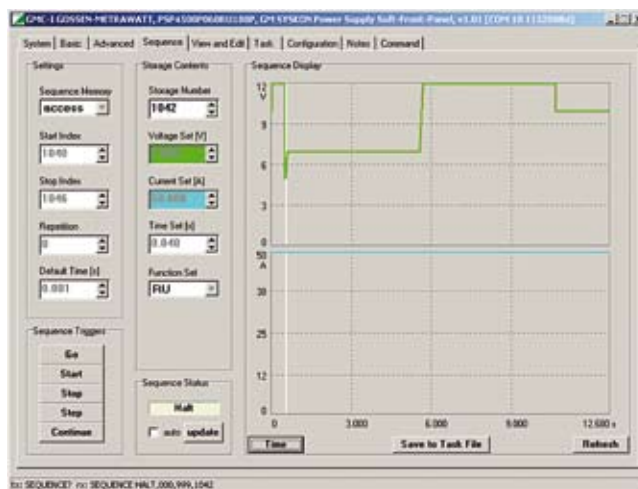 GMC-I GOSSEN-METRAWATT, GM SYSKON Power Supply Soft-Front-Panel, v1.01
System Basic Advanced Sequence View and Edit Task Configuration Notes Command
Settings
Sequence Memory
access
Start Index
1040
Stop Index
1046
Repetition
0
Default Time [s]
0.001
Sequence Triggers
Go
Start
Stop
Step
Continue
Storage Contents
Storage Number
1042
Voltage Set [V]
Current Set [A]
Time Set [s]
0.040
Function Set
RU
Sequence Status
Halt
auto update
Sequence Display
12
V
9
6
3
0
50
A
38
25
12
0
0 3.000 6.000 9.000 12.600 s
Time Save to Task File Refresh
tx: SEQUENCE? rx: SEQUENCE HALT,000,999,1042